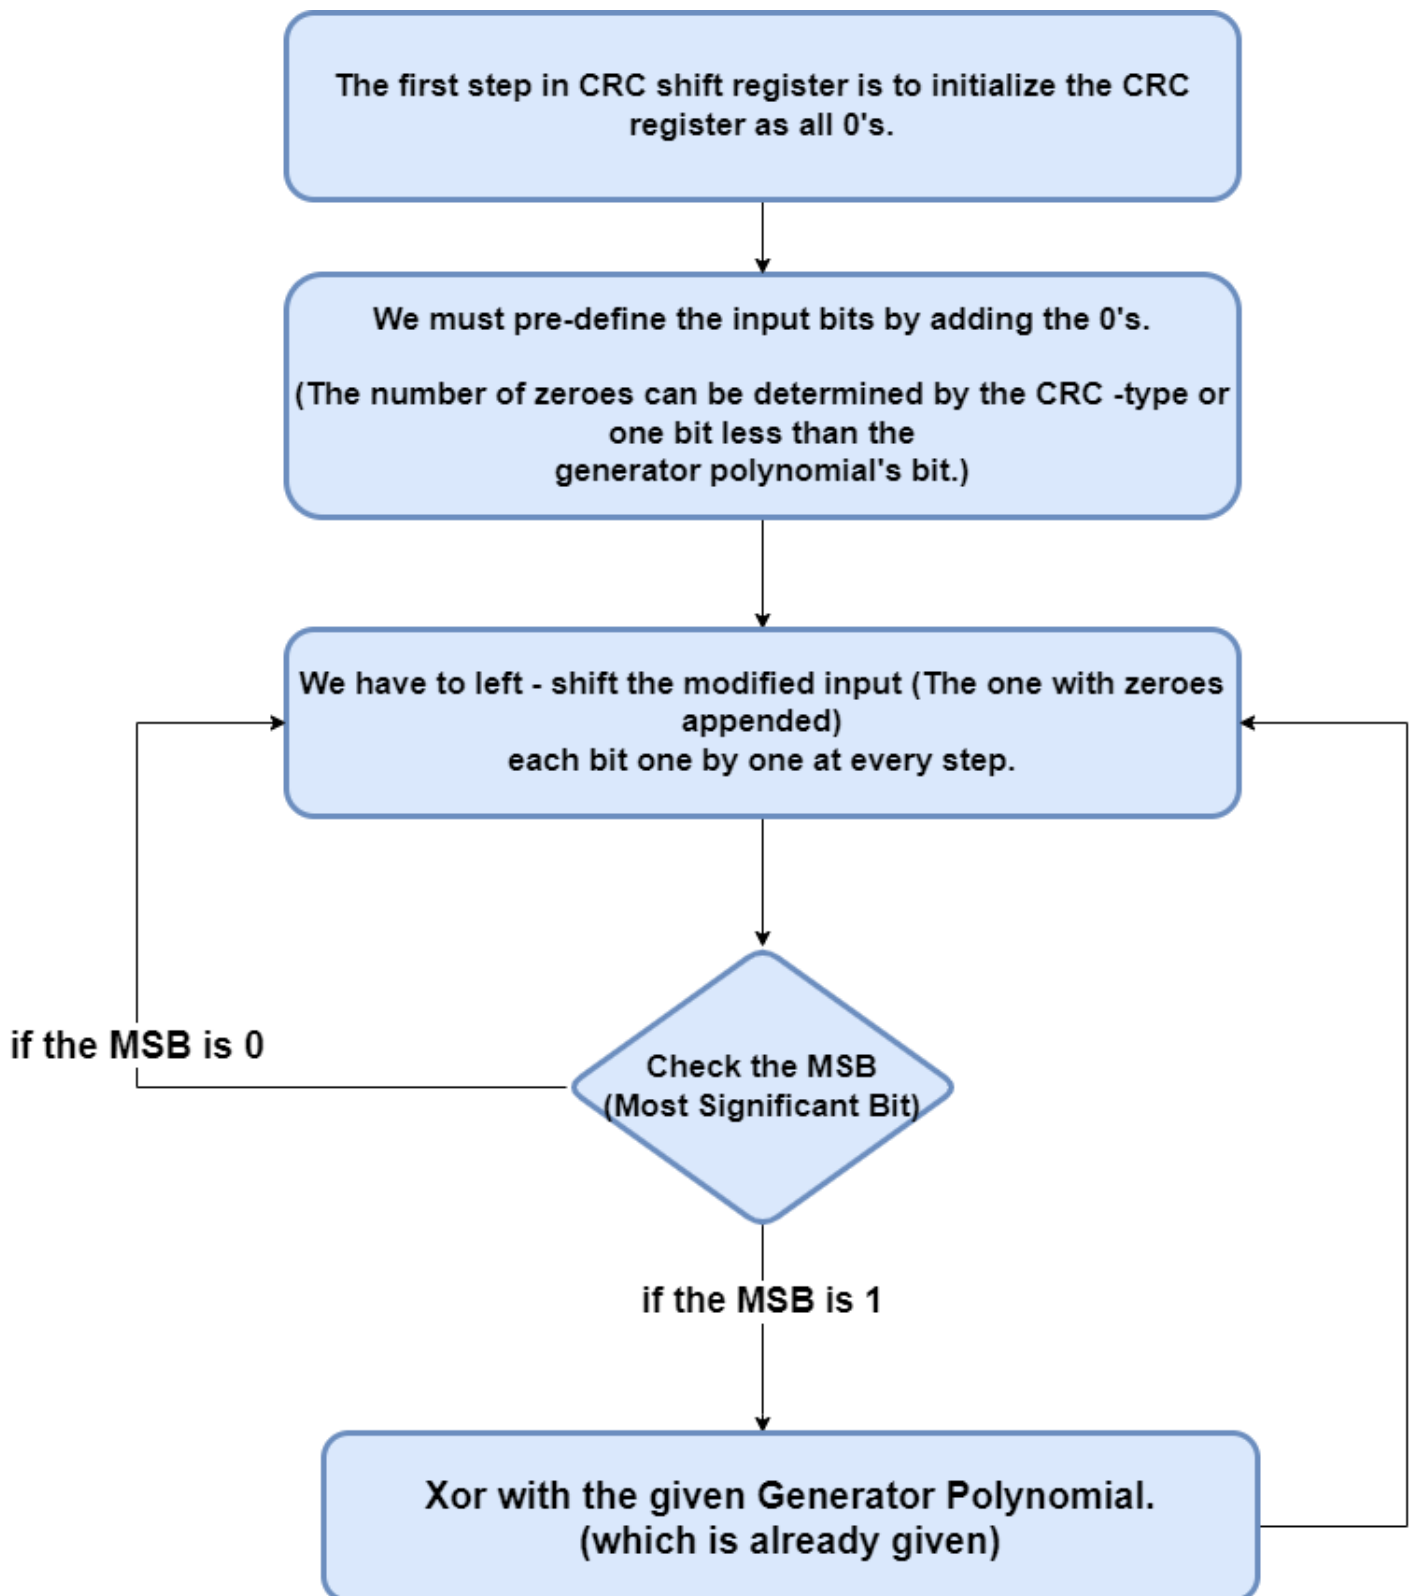 The first step in CRC shift register is to initialize the CRC
register as all 0's.
We must pre-define the input bits by adding the 0's.
(The number of zeroes can be determined by the CRC -type or
one bit less than the
generator polynomial's bit.)
We have to left - shift the modified input (The one with zeroes
appended)
each bit one by one at every step.
if the MSB is 0
Check the MSB
(Most Significant Bit)
if the MSB is 1
Xor with the given Generator Polynomial.
(which is already given)